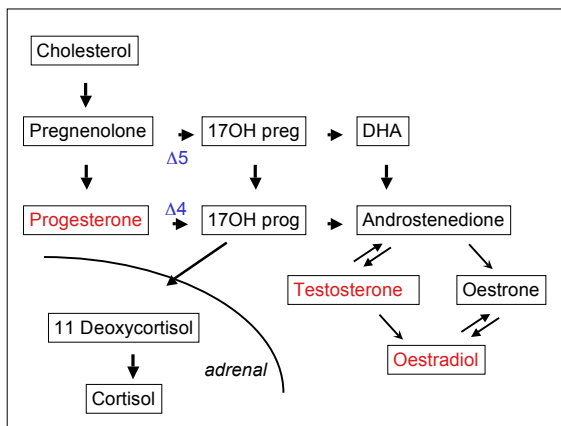 Cholesterol
Pregnenolone
17OH preg
DHA
Δ5
Progesterone
Δ4
17OH prog
Androstenedione
Testosterone
Oestrone
11 Deoxycortisol
Oestradiol
adrenal
Cortisol